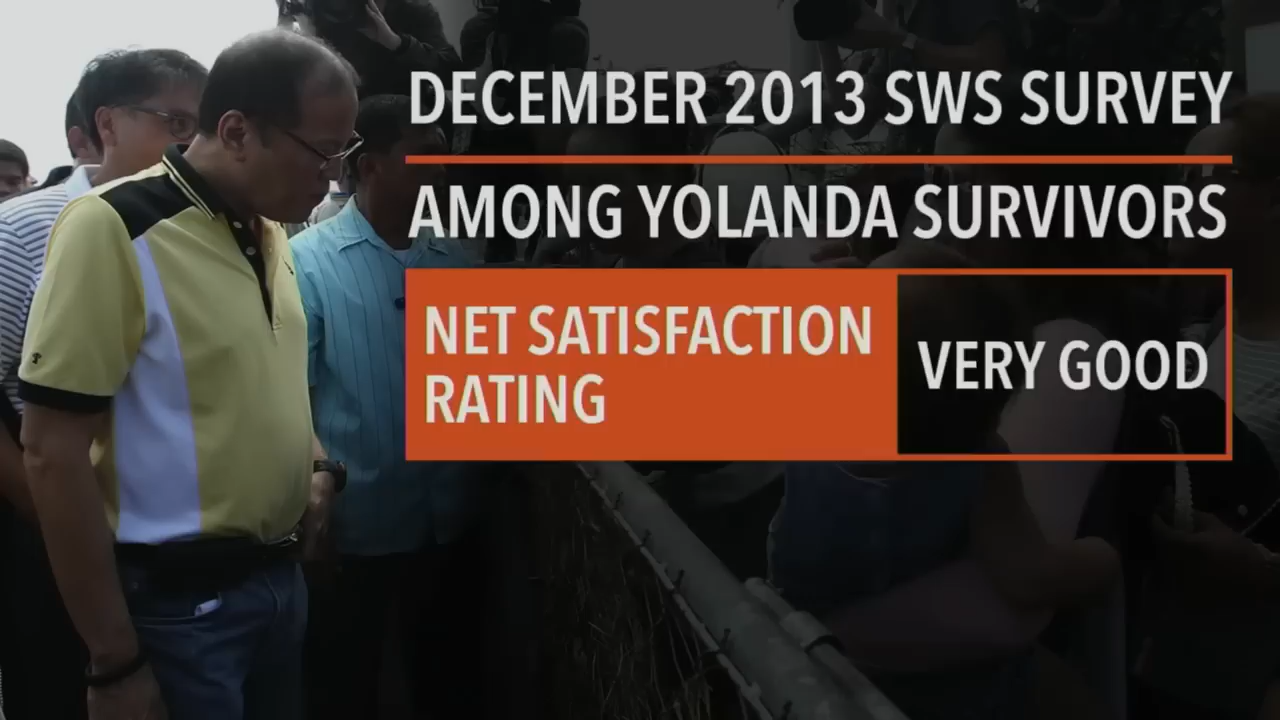 DECEMBER 2013 SWS SURVEY
AMONG YOLANDA SURVIVORS
NET SATISFACTION
RATING
VERY GOOD